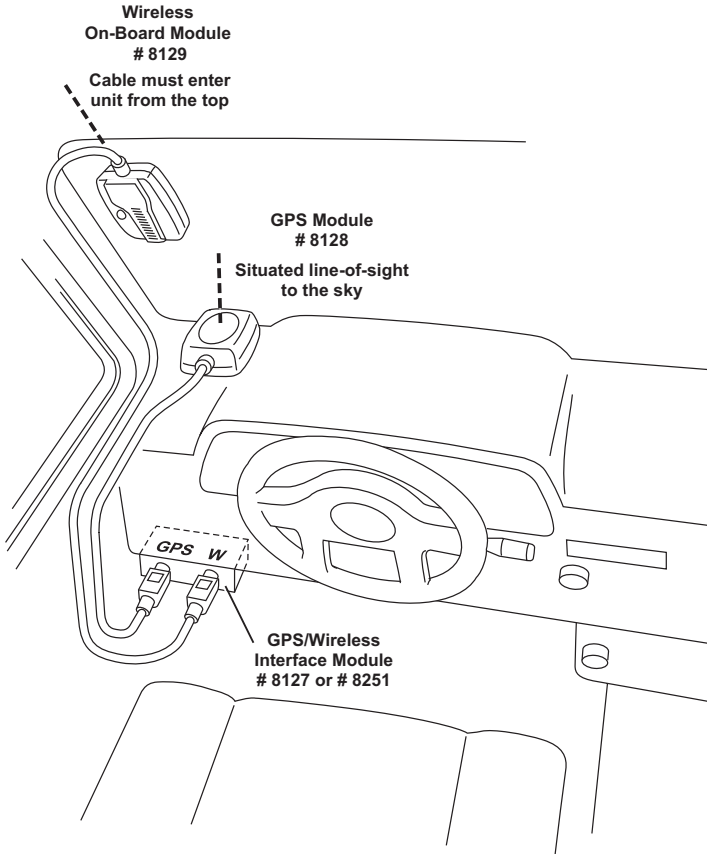 Wireless
On-Board Module
# 8129
Cable must enter
unit from the top
GPS Module
# 8128
Situated line-of-sight
to the sky
GPS W
GPS/Wireless
Interface Module
# 8127 or # 8251